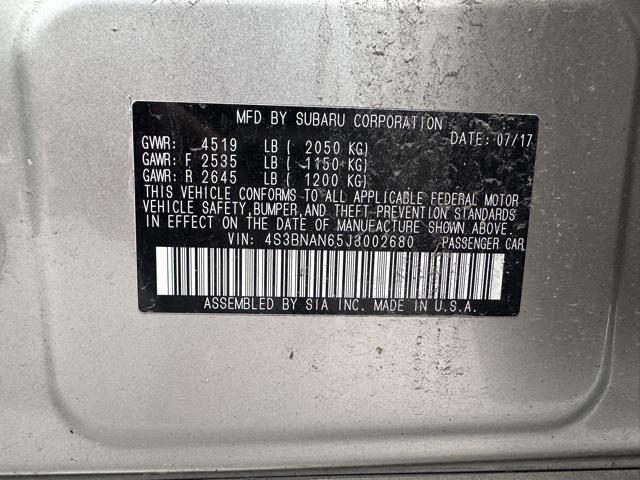 MFD BY SUBARU CORPORATION
DATE: 07/17
GVWR: 4519 LB ( 2050 KG)
GAWR: F 2535 LB ( 1150 KG)
GAWR: R 2645 LB ( 1200 KG)
THIS VEHICLE CONFORMS TO ALL APPLICABLE FEDERAL MOTOR
VEHICLE SAFETY,BUMPER,AND THEFT PREVENTION STANDARDS
IN EFFECT ON THE DATE OF MANUFACTURE SHOWN ABOVE.
VIN: 4S3BNAN65J3002680 PASSENGER CAR
ASSEMBLED BY SIA INC. MADE IN U.S.A.